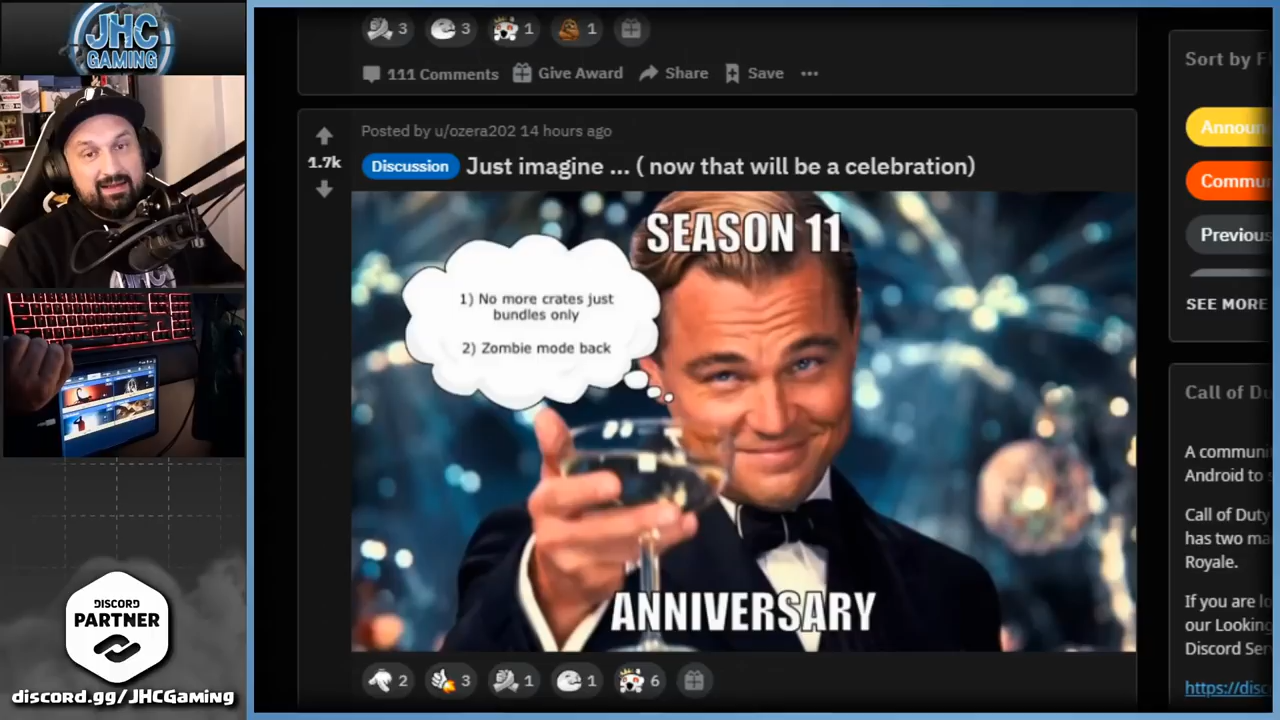 JHC
GAMING
3
3
1
1
111 Comments
Give Award
Share
Save
Posted by u/ozera202 14 hours ago
1.7k
Discussion
Just imagine ... ( now that will be a celebration)
SEASON 11
1) No more crates just
bundles only
2) Zombie mode back
ANNIVERSARY
2
3
1
1
6
Sort by F
Announ
Commu
Previous
SEE MORE
Call of Du
A communi
Android to s
Call of Duty
has two ma
Royale.
If you are lo
our Looking
Discord Ser
https://disc
DISCORD
PARTNER
discord.gg/JHCGaming